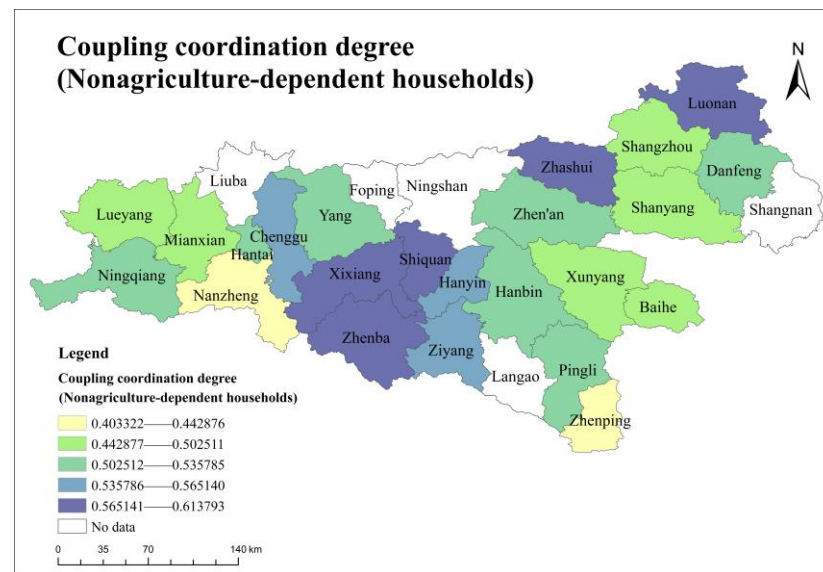 Coupling coordination degree
(Nonagriculture-dependent households)
N
Luonan
Shangzhou
Zhashui
Danfeng
Liuba
Foping
Ningshan
Shanyang
Shangnan
Lueyang
Yang
Zhen'an
Mianxian
Chenggu
Hantai
Ningqiang
Xixiang
Shiquan
Hanyin
Hanbin
Xunyang
Nanzheng
Baihe
Zhenba
Ziyang
Langao
Pingli
Zhenping
Legend
Coupling coordination degree
(Nonagriculture-dependent households)
0.403322——0.442876
0.442877——0.502511
0.502512——0.535785
0.535786——0.565140
0.565141——0.613793
No data
0 35 70 140 km